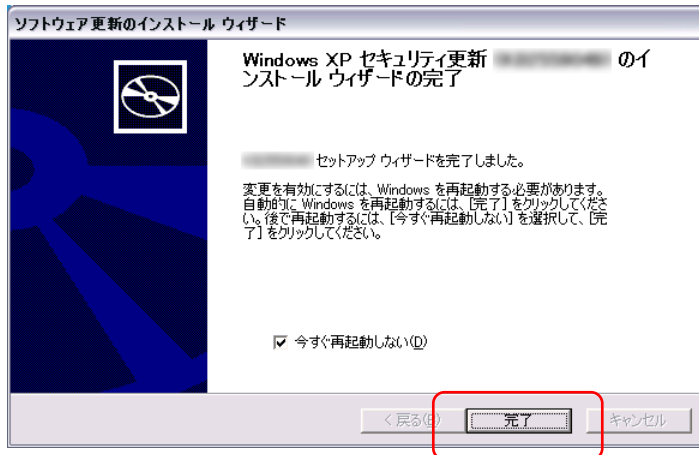 ソフトウェア更新のインストール ウィザード
Windows XP セキュリティ更新 のイ
ンストール ウィザードの完了
セットアップ ウィザードを完了しました。
変更を有効にするには、Windows を再起動する必要があります。
自動的に Windows を再起動するには、[完了] をクリックしてくださ
い。後で再起動するには、[今すぐ再起動しない] を選択して、[完
了] をクリックしてください。
今すぐ再起動しない(D)
< 戻る(B) 完了 キャンセル